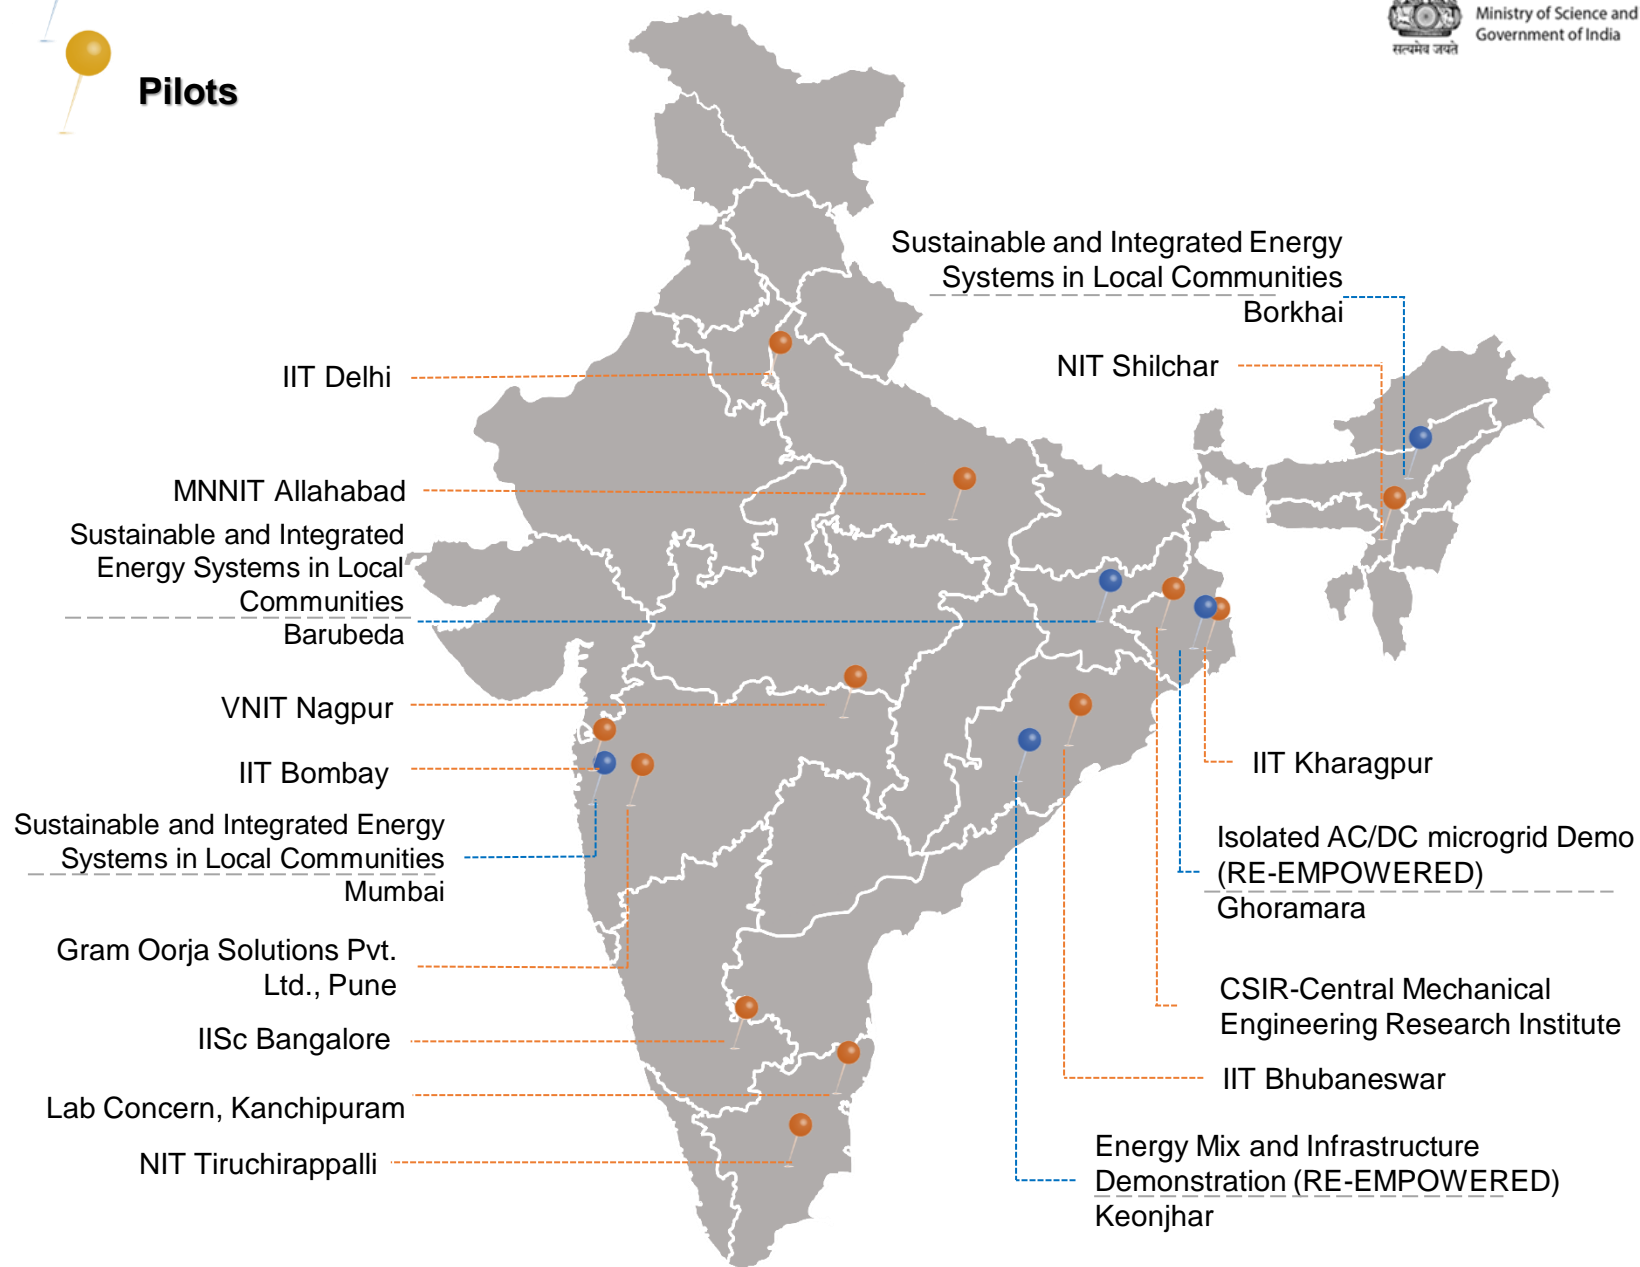 Ministry of Science and
Government of India
सत्यमेव जयते
Pilots
Sustainable and Integrated Energy
Systems in Local Communities
Borkhai
NIT Shilchar
IIT Delhi
MNNIT Allahabad
Sustainable and Integrated
Energy Systems in Local
Communities
Barubeda
VNIT Nagpur
IIT Bombay
Sustainable and Integrated Energy
Systems in Local Communities
Mumbai
Gram Oorja Solutions Pvt.
Ltd., Pune
IISc Bangalore
Lab Concern, Kanchipuram
NIT Tiruchirappalli
IIT Kharagpur
Isolated AC/DC microgrid Demo
(RE-EMPOWERED)
Ghoramara
CSIR-Central Mechanical
Engineering Research Institute
IIT Bhubaneswar
Energy Mix and Infrastructure
Demonstration (RE-EMPOWERED)
Keonjhar